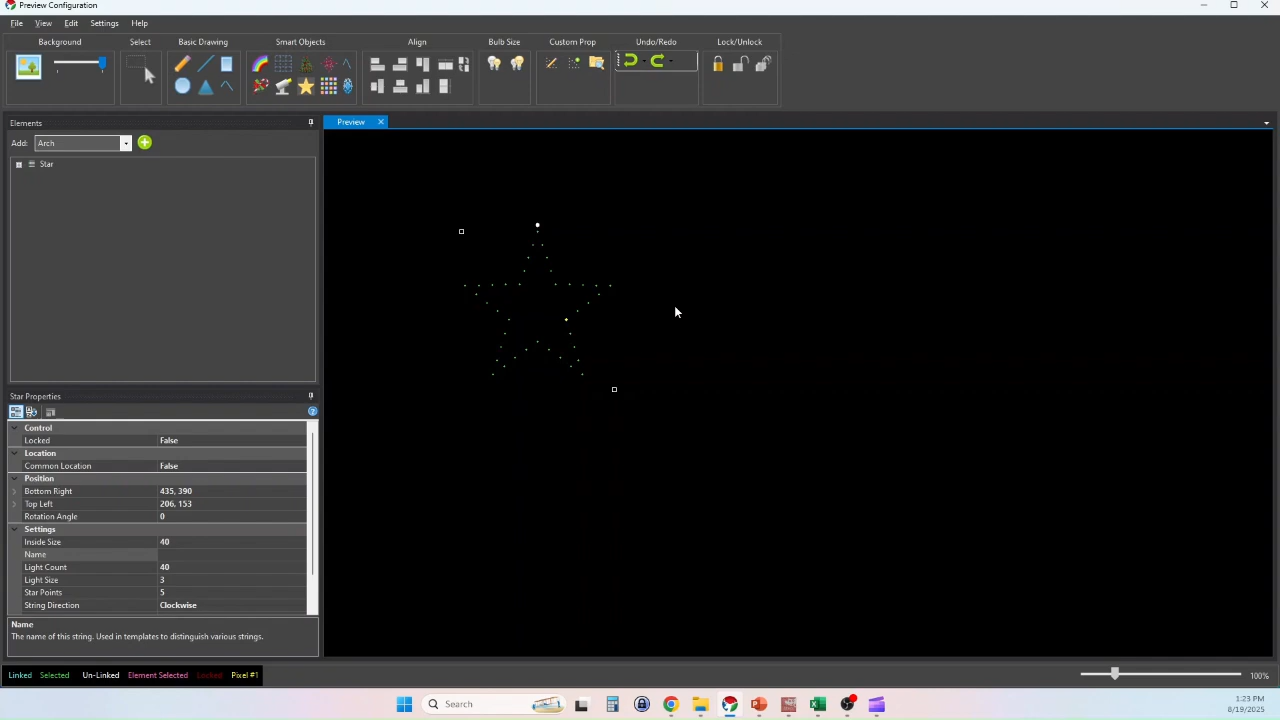 Preview Configuration
File View Edit Settings Help
Background Select Basic Drawing Smart Objects Align Bulb Size Custom Prop Undo/Redo Lock/Unlock
Elements
Preview
Add: Arch
Star
Star Properties
Control
Locked False
Location
Common Location False
Position
Bottom Right 435, 390
Top Left 206, 153
Rotation Angle 0
Settings
Inside Size 40
Name
Light Count 40
Light Size 3
Star Points 5
String Direction Clockwise
Name
The name of this string. Used in templates to distinguish various strings.
Linked Selected Un-Linked Element Selected Locked Pixel #1
100%
Search
1:23 PM
8/19/2025